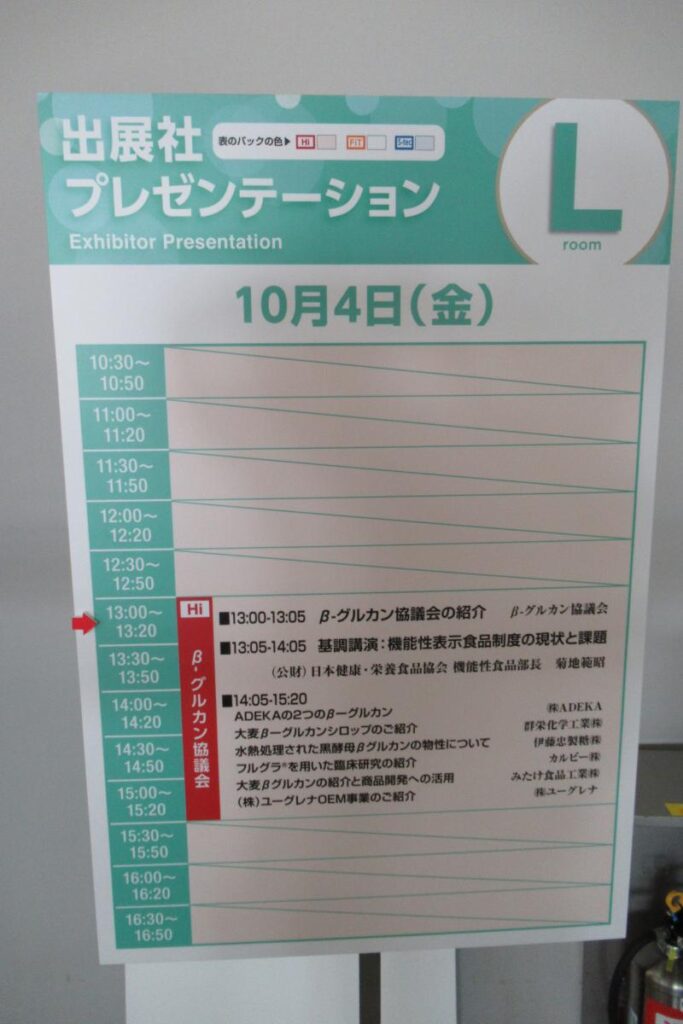 出展社
表のバックの色▶ Hi FiT S-tec
プレゼンテーション
Exhibitor Presentation
L
room
10月4日(金)
10:30～
10:50
11:00～
11:20
11:30～
11:50
12:00～
12:20
12:30～
12:50
13:00～
13:20
13:30～
13:50
14:00～
14:20
14:30～
14:50
15:00～
15:20
15:30～
15:50
16:00～
16:20
16:30～
16:50
Hi
β-グルカン協議会
■13:00-13:05 β-グルカン協議会の紹介 β-グルカン協議会
■13:05-14:05 基調講演：機能性表示食品制度の現状と課題
（公財）日本健康・栄養食品協会 機能性食品部長 菊地範昭
■14:05-15:20
ADEKAの2つのβーグルカン ㈱ADEKA
大麦βーグルカンシロップのご紹介 群栄化学工業㈱
水熱処理された黒酵母βグルカンの物性について 伊藤忠製糖㈱
フルグラ®を用いた臨床研究の紹介 カルビー㈱
大麦βグルカンの紹介と商品開発への活用 みたけ食品工業㈱
（株）ユーグレナOEM事業のご紹介 ㈱ユーグレナ